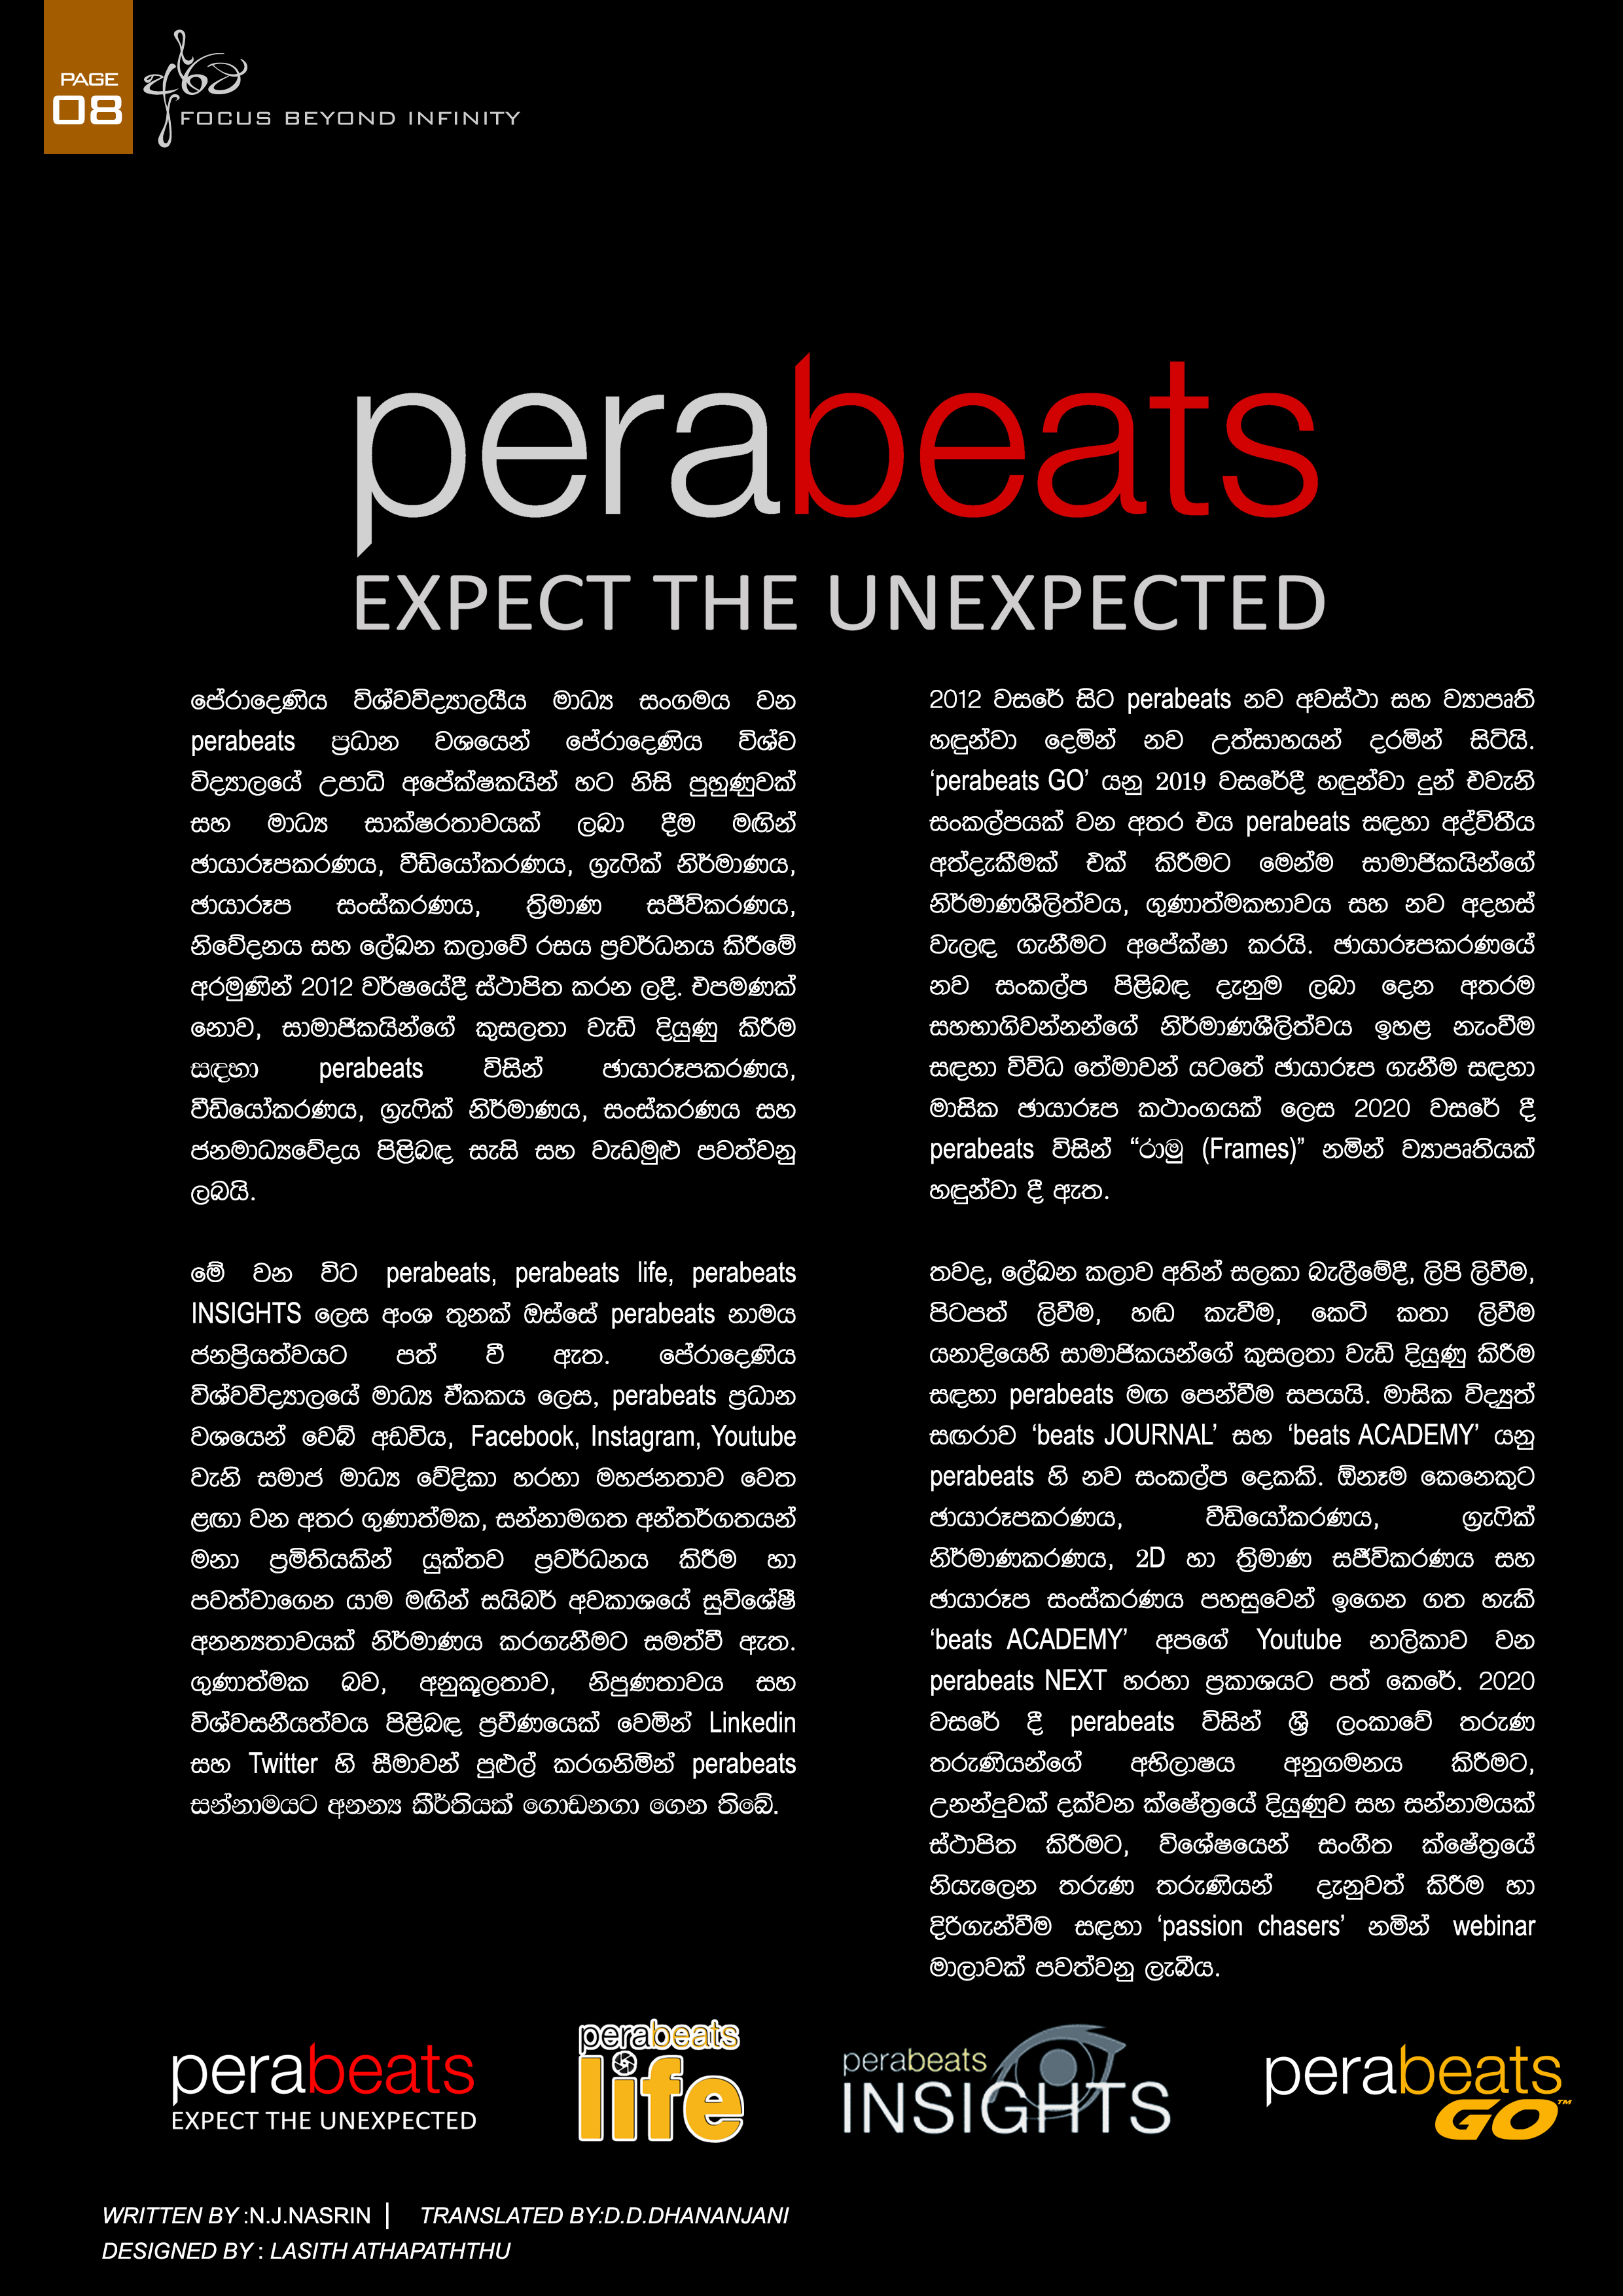 PAGE
08
FOCUS BEYOND INFINITY
perabeats
EXPECT THE UNEXPECTED
පේරාදෙණිය විශ්වවිද්‍යාලයීය මාධ්‍ය සංගමය වන
perabeats ප්‍රධාන වශයෙන් පේරාදෙණිය විශ්ව
විද්‍යාලයේ උපාධි අපේක්ෂකයින් හට නිසි පුහුණුවක්
සහ මාධ්‍ය සාක්ෂරතාවයක් ලබා දීම මඟින්
ඡායාරූපකරණය, වීඩියෝකරණය, ග්‍රැෆික් නිර්මාණය,
ඡායාරූප සංස්කරණය, ත්‍රිමාණ සජීවිකරණය,
නිවේදනය සහ ලේඛන කලාවේ රසය ප්‍රවර්ධනය කිරීමේ
අරමුණින් 2012 වර්ෂයේදී ස්ථාපිත කරන ලදී. එපමණක්
නොව, සාමාජිකයින්ගේ කුසලතා වැඩි දියුණු කිරීම
සඳහා perabeats විසින් ඡායාරූපකරණය,
වීඩියෝකරණය, ග්‍රැෆික් නිර්මාණය, සංස්කරණය සහ
ජනමාධ්‍යවේදය පිළිබඳ සැසි සහ වැඩමුළු පවත්වනු
ලබයි.
මේ වන විට perabeats, perabeats life, perabeats
INSIGHTS ලෙස අංශ තුනක් ඔස්සේ perabeats නාමය
ජනප්‍රියත්වයට පත් වී ඇත. පේරාදෙණිය
විශ්වවිද්‍යාලයේ මාධ්‍ය ඒකකය ලෙස, perabeats ප්‍රධාන
වශයෙන් වෙබ් අඩවිය, Facebook, Instagram, Youtube
වැනි සමාජ මාධ්‍ය වේදිකා හරහා මහජනතාව වෙත
ළඟා වන අතර ගුණාත්මක, සන්නාමගත අන්තර්ගතයන්
මනා ප්‍රමිතියකින් යුක්තව ප්‍රවර්ධනය කිරීම හා
පවත්වාගෙන යාම මඟින් සයිබර් අවකාශයේ සුවිශේෂී
අනන්‍යතාවයක් නිර්මාණය කරගැනීමට සමත්වී ඇත.
ගුණාත්මක බව, අනුකූලතාව, නිපුණතාවය සහ
විශ්වසනීයත්වය පිළිබඳ ප්‍රවීණයෙක් වෙමින් Linkedin
සහ Twitter හි සීමාවන් පුළුල් කරගනිමින් perabeats
සන්නාමයට අනන්‍ය කීර්තියක් ගොඩනගා ගෙන තිබේ.
2012 වසරේ සිට perabeats නව අවස්ථා සහ ව්‍යාපෘති
හඳුන්වා දෙමින් නව උත්සාහයන් දරමින් සිටියි.
‘perabeats GO’ යනු 2019 වසරේදී හඳුන්වා දුන් එවැනි
සංකල්පයක් වන අතර එය perabeats සඳහා අද්විතීය
අත්දැකීමක් එක් කිරීමට මෙන්ම සාමාජිකයින්ගේ
නිර්මාණශීලිත්වය, ගුණාත්මකභාවය සහ නව අදහස්
වැලඳ ගැනීමට අපේක්ෂා කරයි. ඡායාරූපකරණයේ
නව සංකල්ප පිළිබඳ දැනුම ලබා දෙන අතරම
සහභාගිවන්නන්ගේ නිර්මාණශීලිත්වය ඉහළ නැංවීම
සඳහා විවිධ තේමාවන් යටතේ ඡායාරූප ගැනීම සඳහා
මාසික ඡායාරූප කථාංගයක් ලෙස 2020 වසරේ දී
perabeats විසින් “රාමු (Frames)” නමින් ව්‍යාපෘතියක්
හඳුන්වා දී ඇත.
තවද, ලේඛන කලාව අතින් සලකා බැලීමේදී, ලිපි ලිවීම,
පිටපත් ලිවීම, හඬ කැවීම, කෙටි කතා ලිවීම
යනාදියෙහි සාමාජිකයන්ගේ කුසලතා වැඩි දියුණු කිරීම
සඳහා perabeats මඟ පෙන්වීම සපයයි. මාසික විද්‍යුත්
සඟරාව ‘beats JOURNAL’ සහ ‘beats ACADEMY’ යනු
perabeats හි නව සංකල්ප දෙකකි. ඕනෑම කෙනෙකුට
ඡායාරූපකරණය, වීඩියෝකරණය, ග්‍රැෆික්
නිර්මාණකරණය, 2D හා ත්‍රිමාණ සජීවිකරණය සහ
ඡායාරූප සංස්කරණය පහසුවෙන් ඉගෙන ගත හැකි
‘beats ACADEMY’ අපගේ Youtube නාලිකාව වන
perabeats NEXT හරහා ප්‍රකාශයට පත් කෙරේ. 2020
වසරේ දී perabeats විසින් ශ්‍රී ලංකාවේ තරුණ
තරුණියන්ගේ අභිලාෂය අනුගමනය කිරීමට,
උනන්දුවක් දක්වන ක්ෂේත්‍රයේ දියුණුව සහ සන්නාමයක්
ස්ථාපිත කිරීමට, විශේෂයෙන් සංගීත ක්ෂේත්‍රයේ
නියැලෙන තරුණ තරුණියන් දැනුවත් කිරීම හා
දිරිගැන්වීම සඳහා ‘passion chasers’ නමින් webinar
මාලාවක් පවත්වනු ලැබීය.
perabeats
EXPECT THE UNEXPECTED
perabeats
life
perabeats
INSIGHTS
perabeats
GO™
WRITTEN BY :N.J.NASRIN | TRANSLATED BY:D.D.DHANANJANI
DESIGNED BY : LASITH ATHAPATHTHU